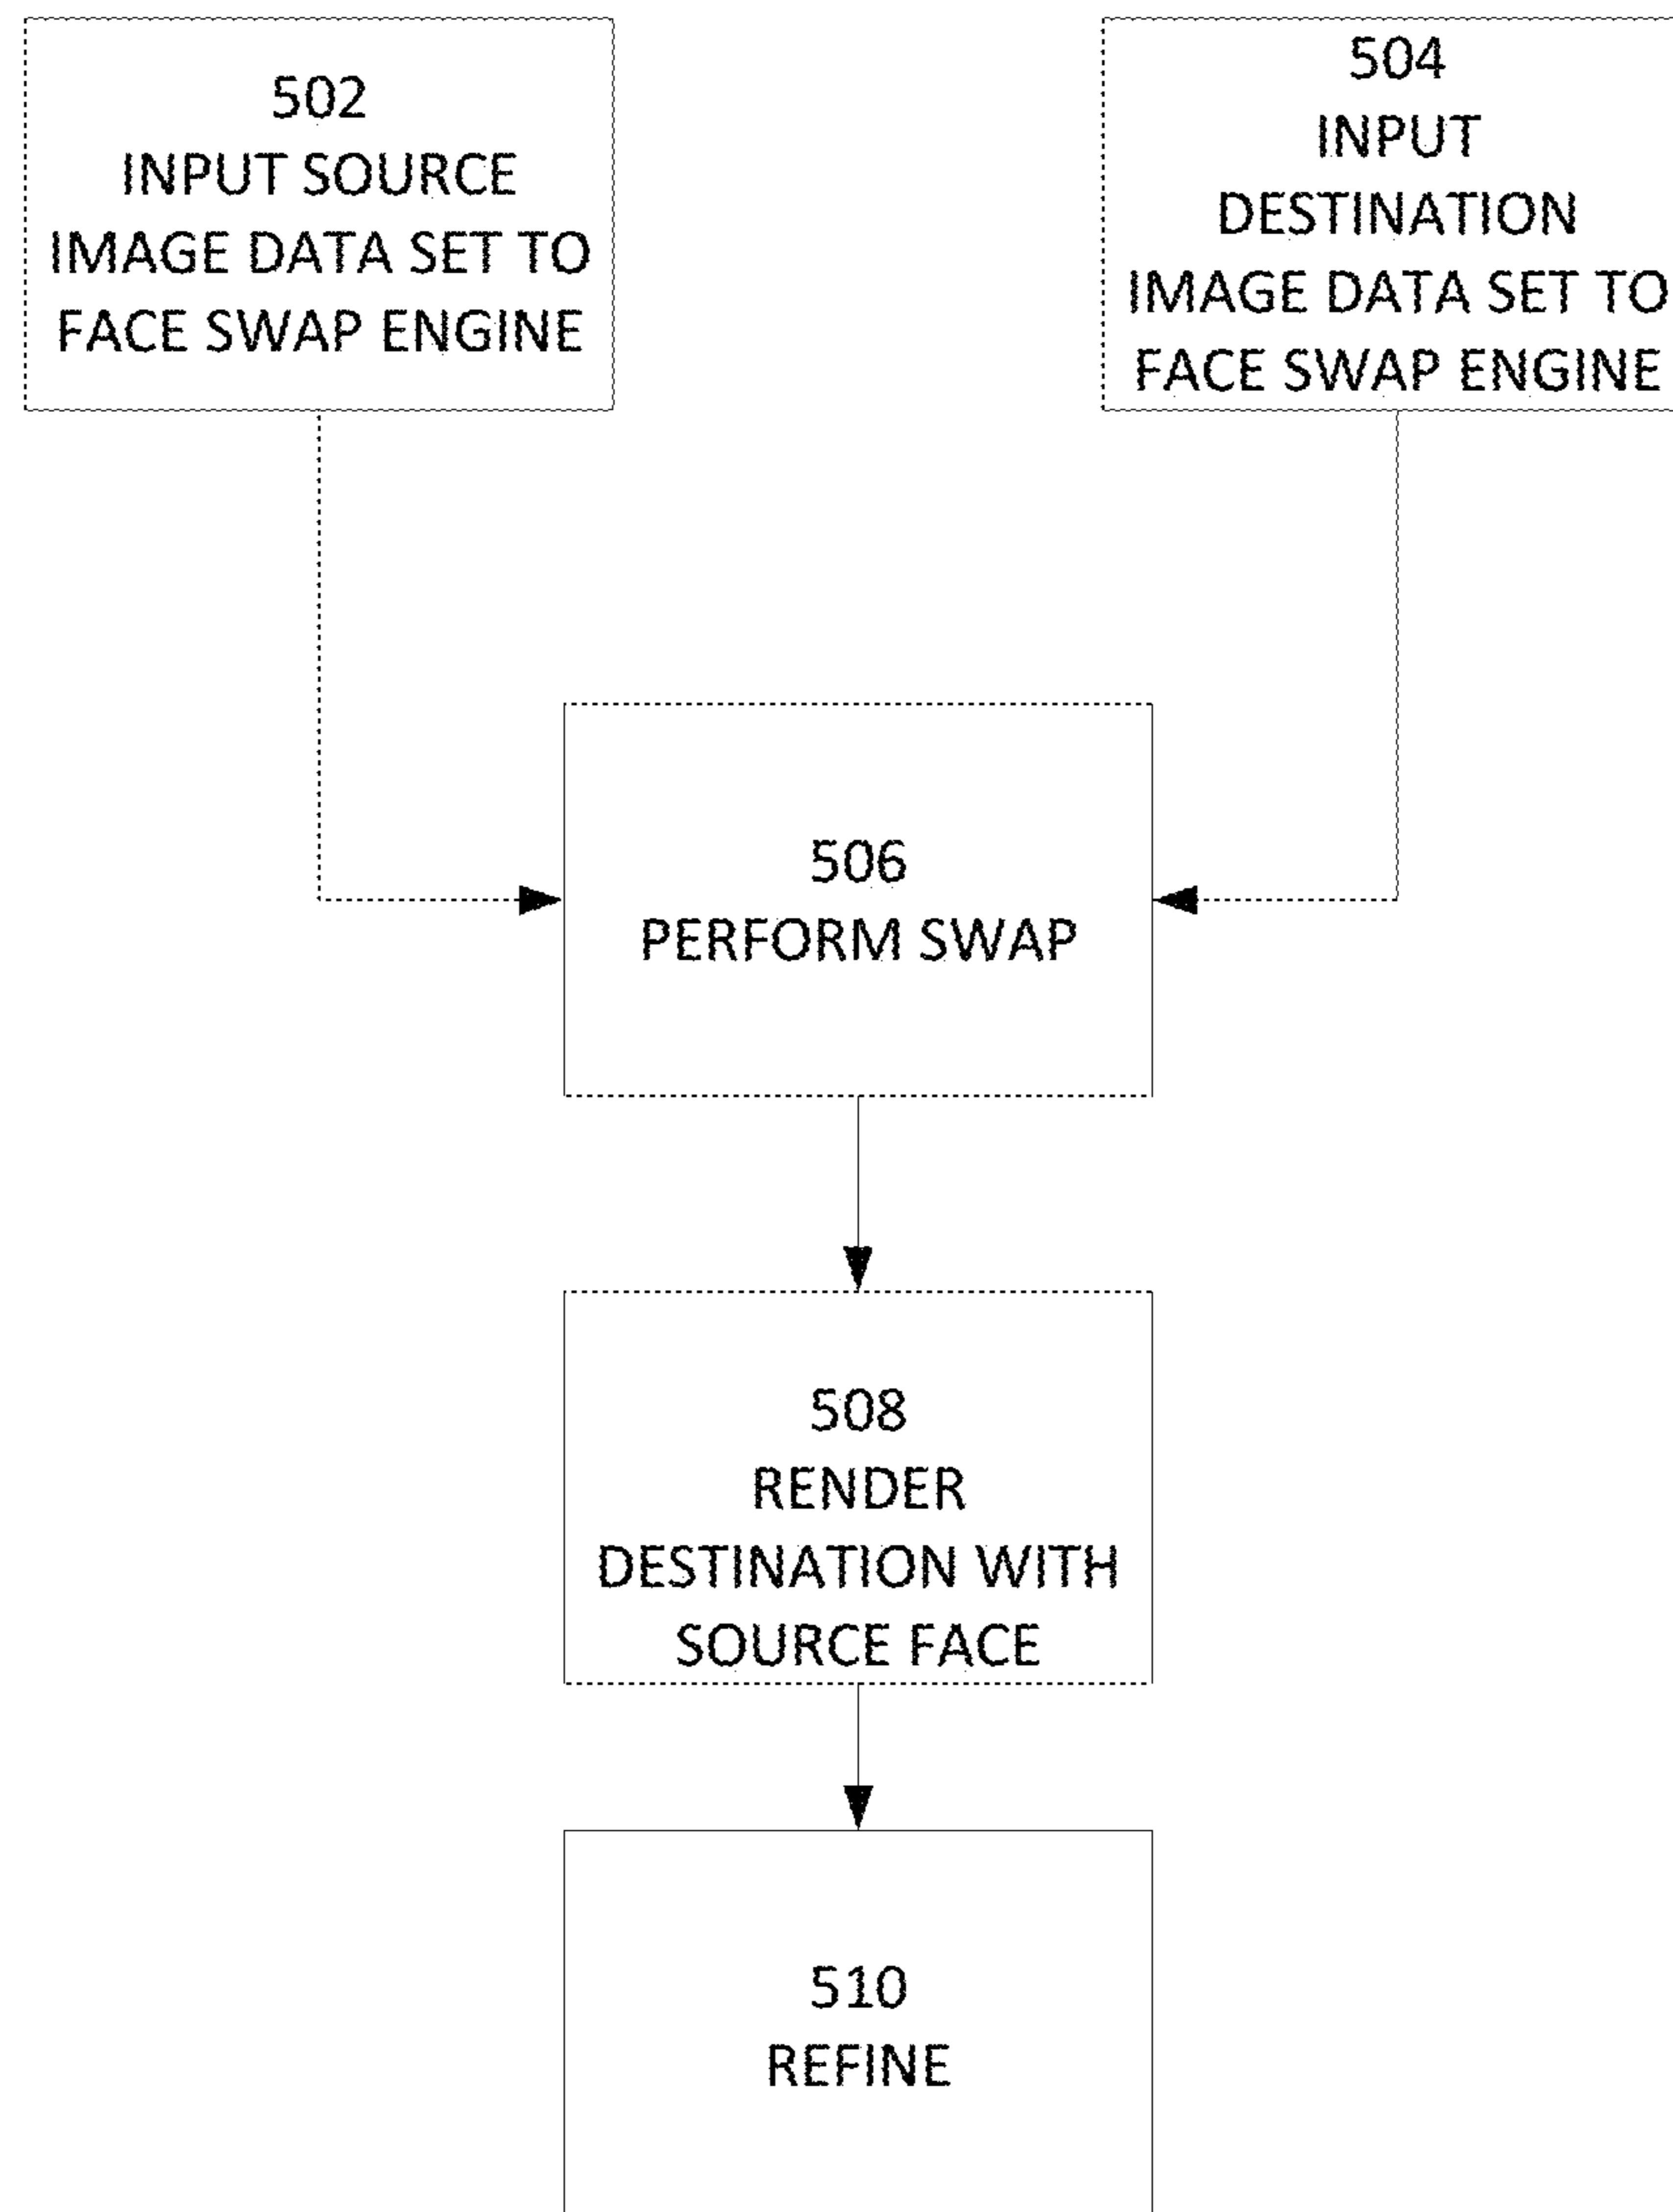 502
INPUT SOURCE
IMAGE DATA SET TO
FACE SWAP ENGINE
504
INPUT
DESTINATION
IMAGE DATA SET TO
FACE SWAP ENGINE
506
PERFORM SWAP
508
RENDER
DESTINATION WITH
SOURCE FACE
510
REFINE